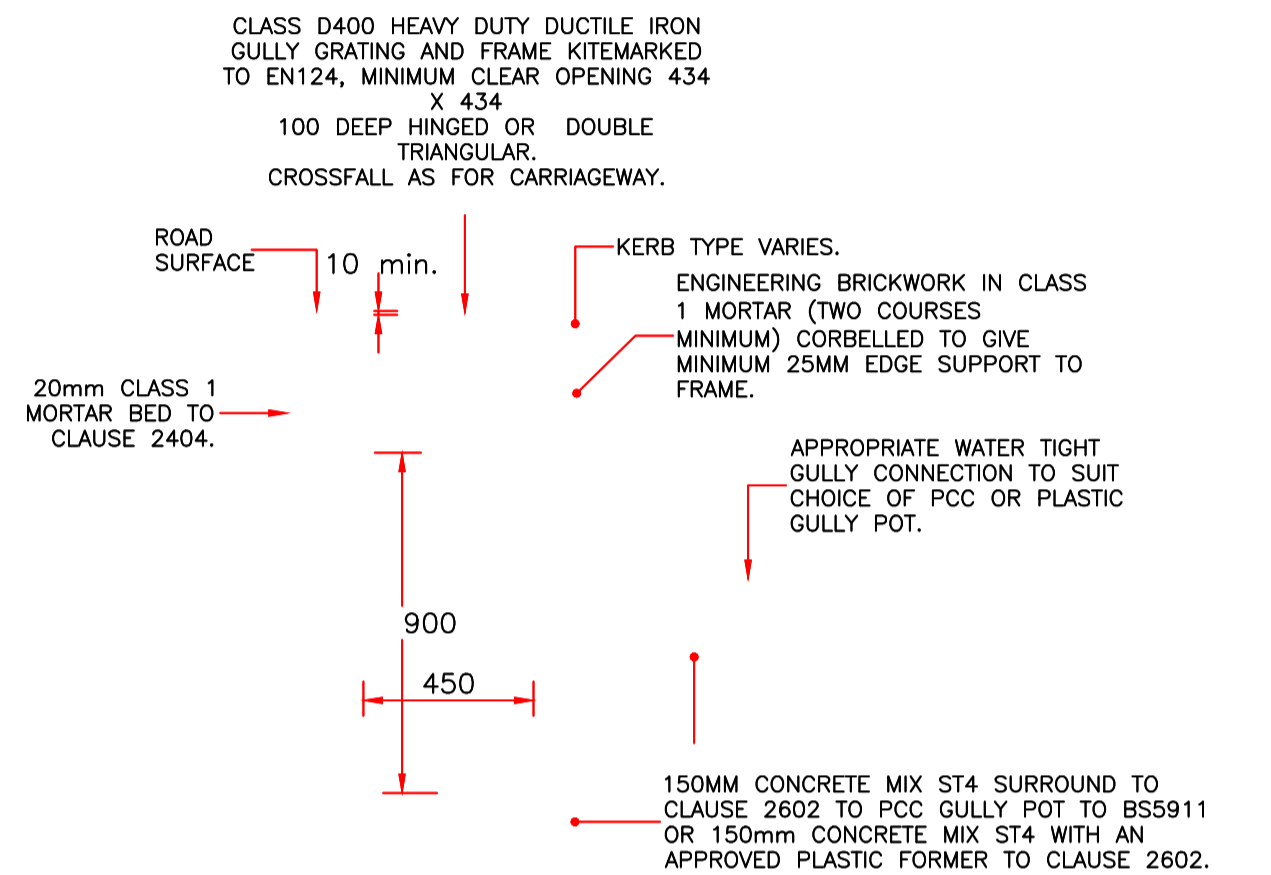 CLASS D400 HEAVY DUTY DUCTILE IRON
GULLY GRATING AND FRAME KITEMARKED
TO EN124, MINIMUM CLEAR OPENING 434
X 434
100 DEEP HINGED OR DOUBLE
TRIANGULAR.
CROSSFALL AS FOR CARRIAGEWAY.
ROAD
SURFACE
10 min.
KERB TYPE VARIES.
ENGINEERING BRICKWORK IN CLASS
1 MORTAR (TWO COURSES
MINIMUM) CORBELLED TO GIVE
MINIMUM 25MM EDGE SUPPORT TO
FRAME.
20mm CLASS 1
MORTAR BED TO
CLAUSE 2404.
APPROPRIATE WATER TIGHT
GULLY CONNECTION TO SUIT
CHOICE OF PCC OR PLASTIC
GULLY POT.
900
450
150MM CONCRETE MIX ST4 SURROUND TO
CLAUSE 2602 TO PCC GULLY POT TO BS5911
OR 150mm CONCRETE MIX ST4 WITH AN
APPROVED PLASTIC FORMER TO CLAUSE 2602.